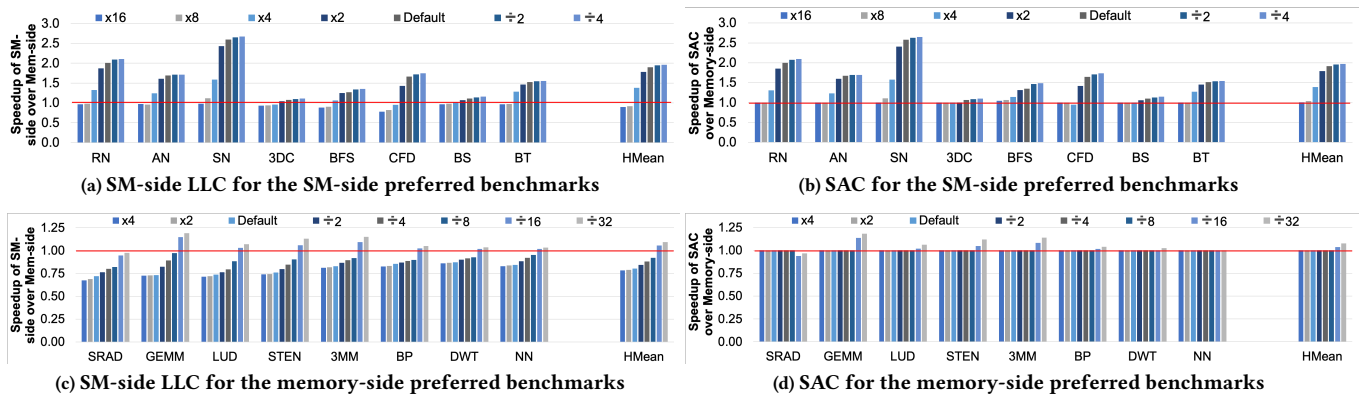 x16 x8 x4 x2 Default ÷2 ÷4
Speedup of SM-
side over Mem-side
3.0
2.5
2.0
1.5
1.0
0.5
0.0
RN AN SN 3DC BFS CFD BS BT HMean
(a) SM-side LLC for the SM-side preferred benchmarks
x16 x8 x4 x2 Default ÷2 ÷4
Speedup of SAC
over Memory-side
3.0
2.5
2.0
1.5
1.0
0.5
0.0
RN AN SN 3DC BFS CFD BS BT HMean
(b) SAC for the SM-side preferred benchmarks
x4 x2 Default ÷2 ÷4 ÷8 ÷16 ÷32
Speedup of SM-
side over Mem-side
1.25
1.00
0.75
0.50
0.25
0.00
SRAD GEMM LUD STEN 3MM BP DWT NN HMean
(c) SM-side LLC for the memory-side preferred benchmarks
x4 x2 Default ÷2 ÷4 ÷8 ÷16 ÷32
Speedup of SAC
over Memory-side
1.25
1.00
0.75
0.50
0.25
0.00
SRAD GEMM LUD STEN 3MM BP DWT NN HMean
(d) SAC for the memory-side preferred benchmarks